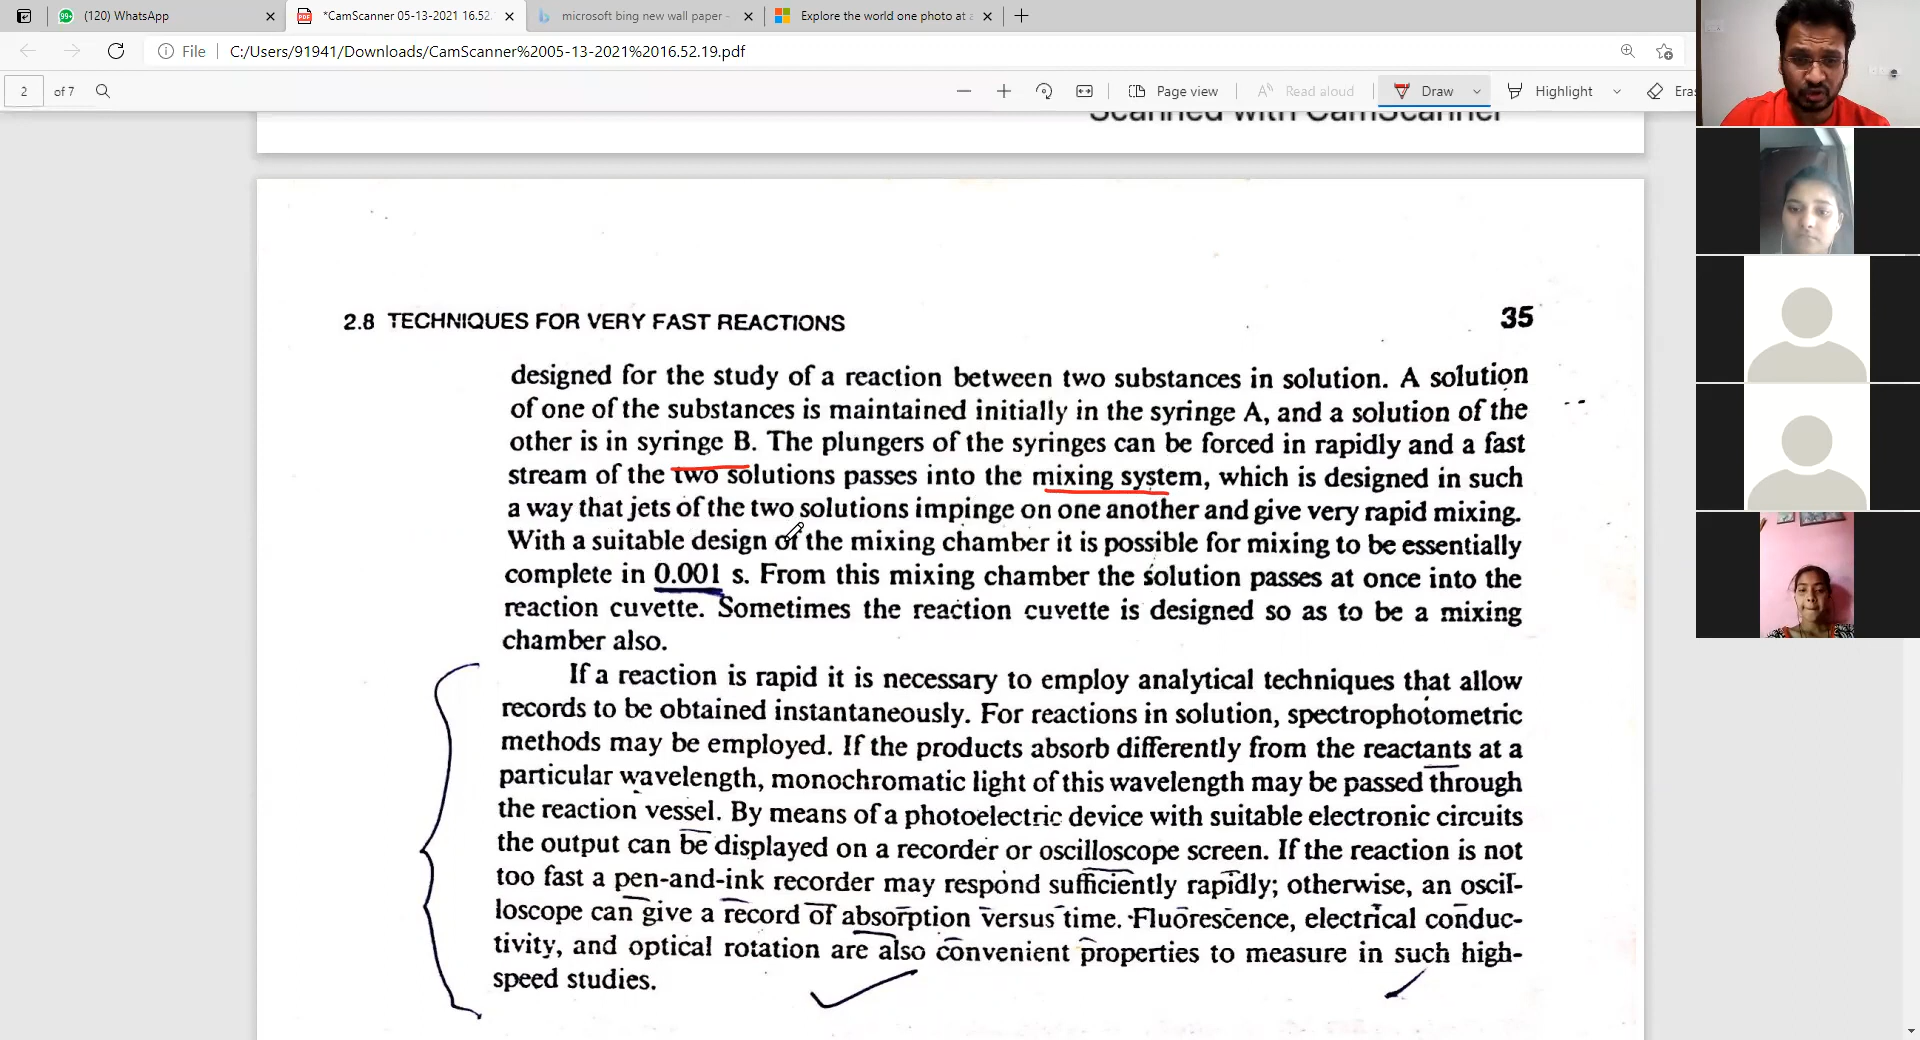 (120) WhatsApp
*CamScanner 05-13-2021 16.52.
microsoft bing new wall paper -
Explore the world one photo at a
File
C:/Users/91941/Downloads/CamScanner%2005-13-2021%2016.52.19.pdf
2 of 7
Page view
Read aloud
Draw
Highlight
Eras
Scanned with CamScanner
2.8 TECHNIQUES FOR VERY FAST REACTIONS
35
designed for the study of a reaction between two substances in solution. A solution
of one of the substances is maintained initially in the syringe A, and a solution of the
other is in syringe B. The plungers of the syringes can be forced in rapidly and a fast
stream of the two solutions passes into the mixing system, which is designed in such
a way that jets of the two solutions impinge on one another and give very rapid mixing.
With a suitable design of the mixing chamber it is possible for mixing to be essentially
complete in 0.001 s. From this mixing chamber the solution passes at once into the
reaction cuvette. Sometimes the reaction cuvette is designed so as to be a mixing
chamber also.
If a reaction is rapid it is necessary to employ analytical techniques that allow
records to be obtained instantaneously. For reactions in solution, spectrophotometric
methods may be employed. If the products absorb differently from the reactants at a
particular wavelength, monochromatic light of this wavelength may be passed through
the reaction vessel. By means of a photoelectric device with suitable electronic circuits
the output can be displayed on a recorder or oscilloscope screen. If the reaction is not
too fast a pen-and-ink recorder may respond sufficiently rapidly; otherwise, an oscil-
loscope can give a record of absorption versus time. Fluorescence, electrical conduc-
tivity, and optical rotation are also convenient properties to measure in such high-
speed studies.